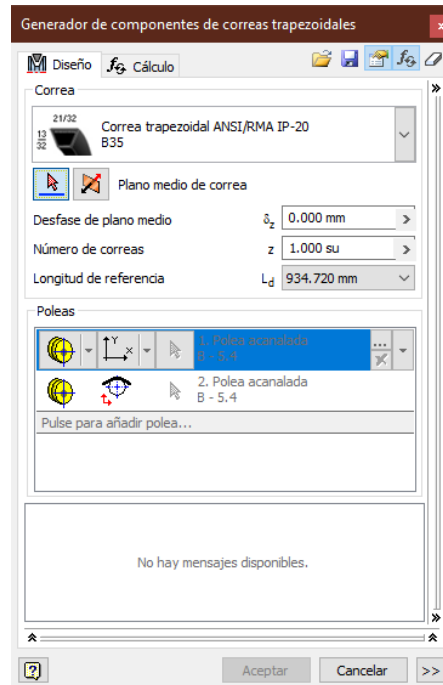 Generador de componentes de correas trapezoidales
x
Diseño
fG Cálculo
fG
Correa
»
21/32
13
32
Correa trapezoidal ANSI/RMA IP-20
B35
Plano medio de correa
Desfase de plano medio δz 0.000 mm >
Número de correas z 1.000 su >
Longitud de referencia Ld 934.720 mm
Poleas
Y
x
1. Polea acanalada
B - 5.4
...
2. Polea acanalada
B - 5.4
Pulse para añadir polea...
No hay mensajes disponibles.
»
?
Aceptar
Cancelar
>>